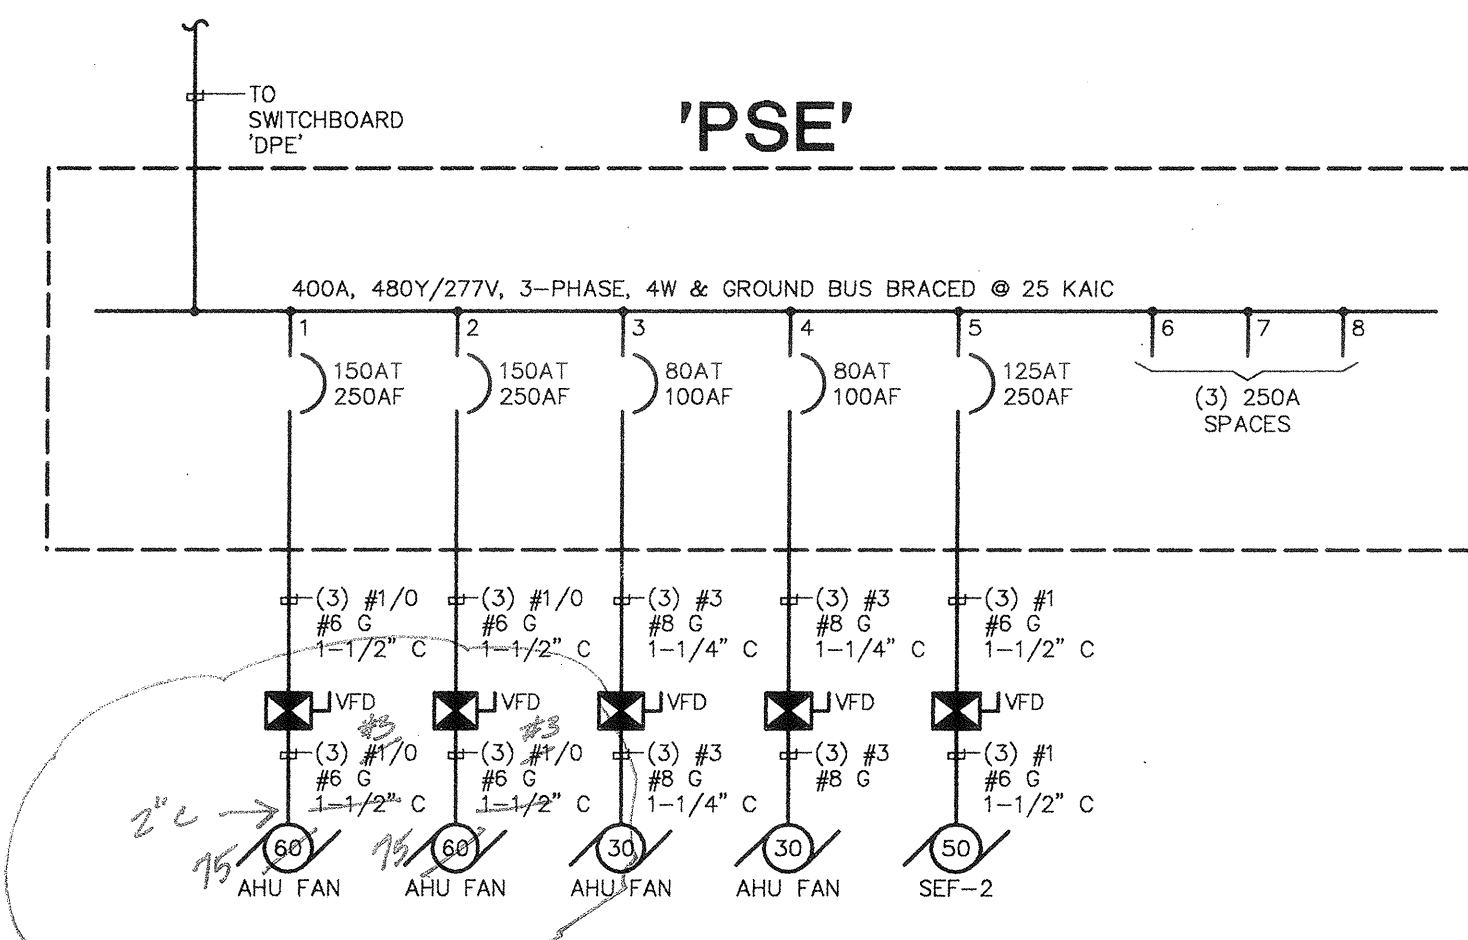 TO
SWITCHBOARD
'DPE'
'PSE'
400A, 480Y/277V, 3-PHASE, 4W & GROUND BUS BRACED @ 25 KAIC
1
2
3
4
5
6
7
8
150AT
250AF
150AT
250AF
80AT
100AF
80AT
100AF
125AT
250AF
(3) 250A
SPACES
(3) #1/0
#6 G
1-1/2" C
(3) #1/0
#6 G
1-1/2" C
(3) #3
#8 G
1-1/4" C
(3) #3
#8 G
1-1/4" C
(3) #1
#6 G
1-1/2" C
VFD
VFD
VFD
VFD
VFD
#3
(3) #1/0
#6 G
1-1/2" C
#3
(3) #1/0
#6 G
1-1/2" C
(3) #3
#8 G
1-1/4" C
(3) #3
#8 G
(3) #1
#6 G
1-1/2" C
2" C
75
60
AHU FAN
75
60
AHU FAN
30
AHU FAN
30
AHU FAN
50
SEF-2